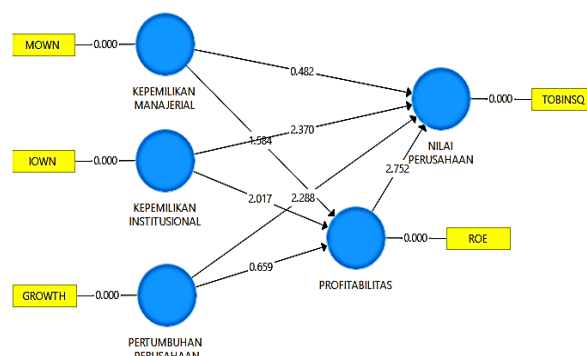 MOWN
0.000
KEPEMILIKAN
MANAJERIAL
0.482
0.000
TOBINSQ
NILAI
PERUSAHAAN
IOWN
0.000
KEPEMILIKAN
INSTITUSIONAL
2.370
1.584
2.752
2.017
2.288
0.000
ROE
PROFITABILITAS
GROWTH
0.000
0.659
PERTUMBUHAN
PERUSAHAAN